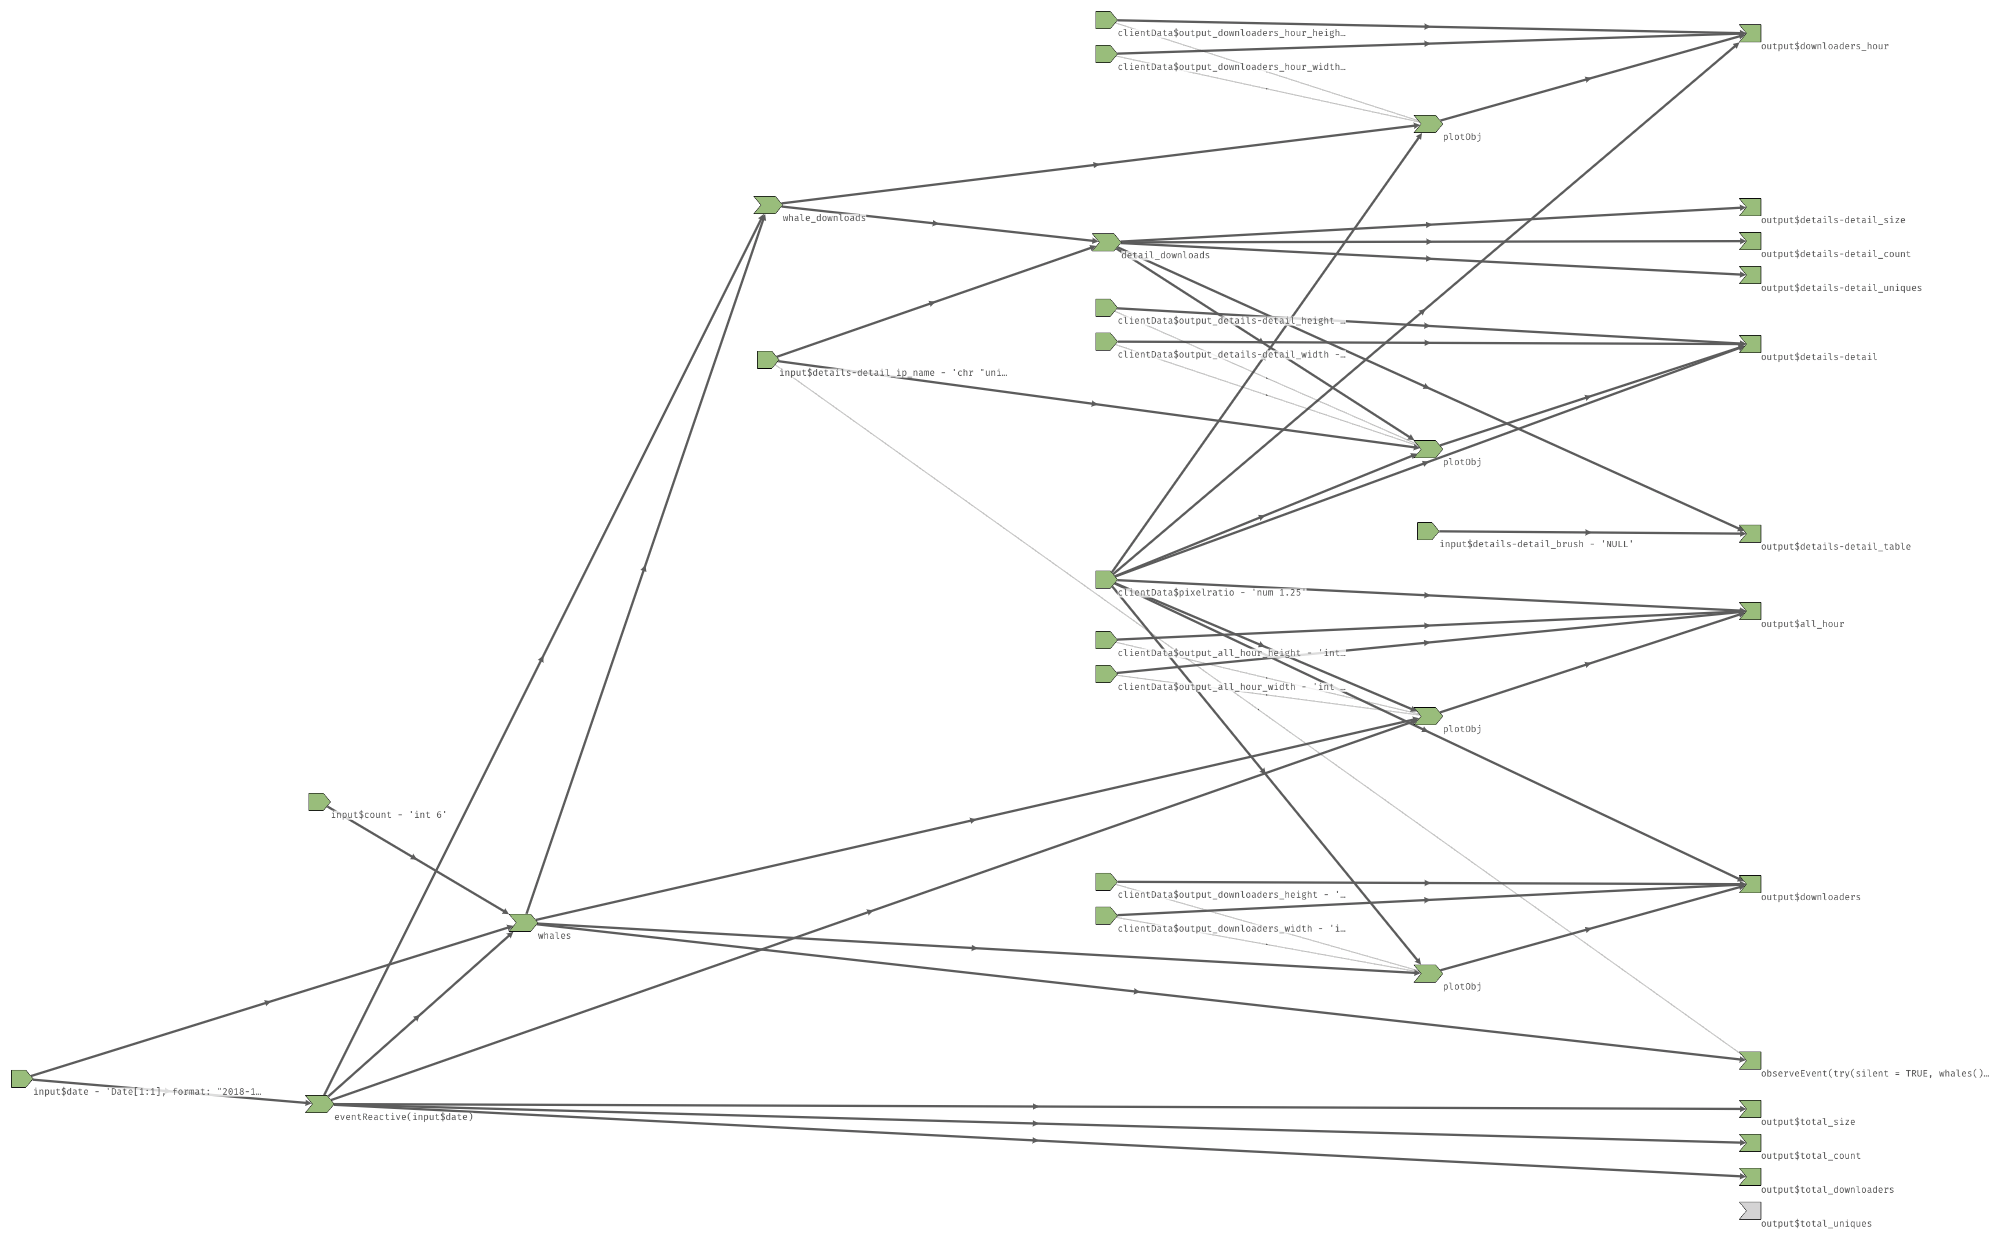 clientData$output_downloaders_hour_heigh…
output$downloaders_hour
clientData$output_downloaders_hour_width…
plotObj
whale_downloads
output$details-detail_size
detail_downloads
output$details-detail_count
output$details-detail_uniques
clientData$output_details-detail_height …
clientData$output_details-detail_width -…
output$details-detail
input$details-detail_ip_name - 'chr "uni…
plotObj
input$details-detail_brush - 'NULL'
output$details-detail_table
clientData$pixelratio - 'num 1.25'
output$all_hour
clientData$output_all_hour_height - 'int…
clientData$output_all_hour_width - 'int …
plotObj
input$count - 'int 6'
clientData$output_downloaders_height - '…
output$downloaders
clientData$output_downloaders_width - 'i…
whales
plotObj
observeEvent(try(silent = TRUE, whales()…
input$date - 'Date[1:1], format: "2018-1…
eventReactive(input$date)
output$total_size
output$total_count
output$total_downloaders
output$total_uniques